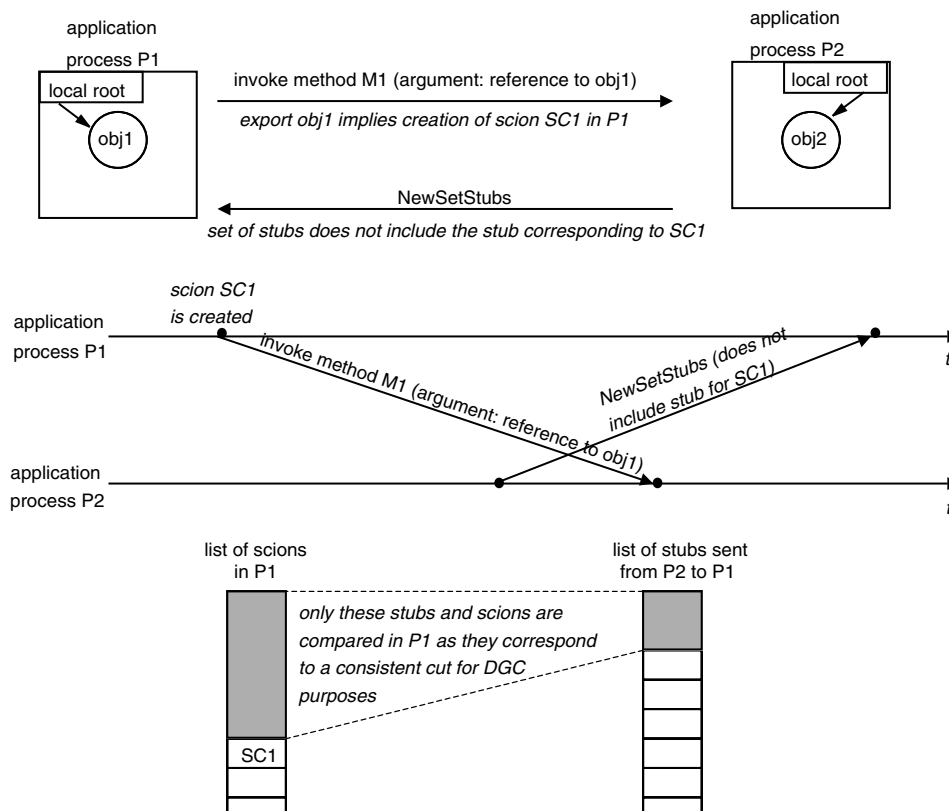 application
process P1
local root
obj1
invoke method M1 (argument: reference to obj1)
export obj1 implies creation of scion SC1 in P1
NewSetStubs
set of stubs does not include the stub corresponding to SC1
application
process P2
local root
obj2
scion SC1
is created
application
process P1
invoke method M1 (argument: reference to obj1)
NewSetStubs (does not
include stub for SC1)
t
application
process P2
t
list of scions
in P1
list of stubs sent
from P2 to P1
only these stubs and scions are
compared in P1 as they correspond
to a consistent cut for DGC
purposes
SC1